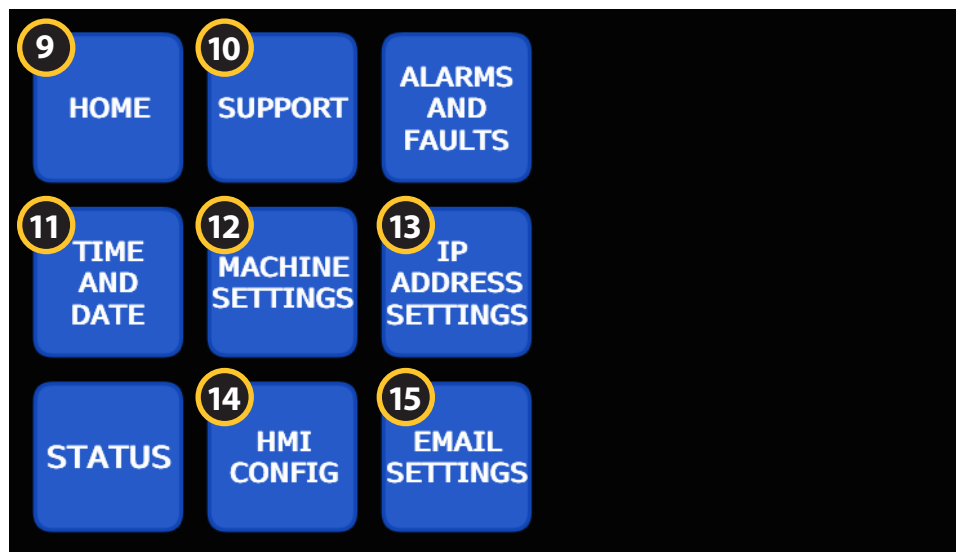 9
HOME
10
SUPPORT
ALARMS
AND
FAULTS
11
TIME
AND
DATE
12
MACHINE
SETTINGS
13
IP
ADDRESS
SETTINGS
STATUS
14
HMI
CONFIG
15
EMAIL
SETTINGS